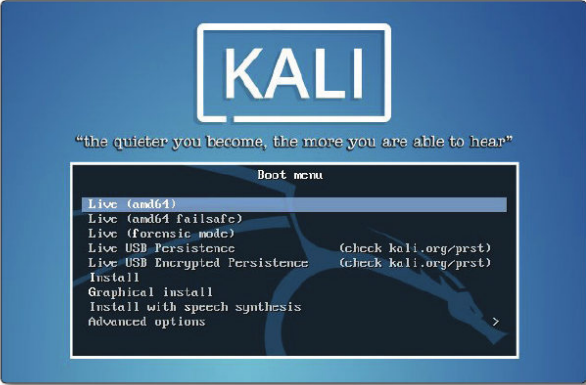 KALI
“the quieter you become, the more you are able to hear”
Boot menu
Live (amd64)
Live (amd64 failsafe)
Live (forensic mode)
Live USB Persistence (check kali.org/prst)
Live USB Encrypted Persistence (check kali.org/prst)
Install
Graphical install
Install with speech synthesis
Advanced options >